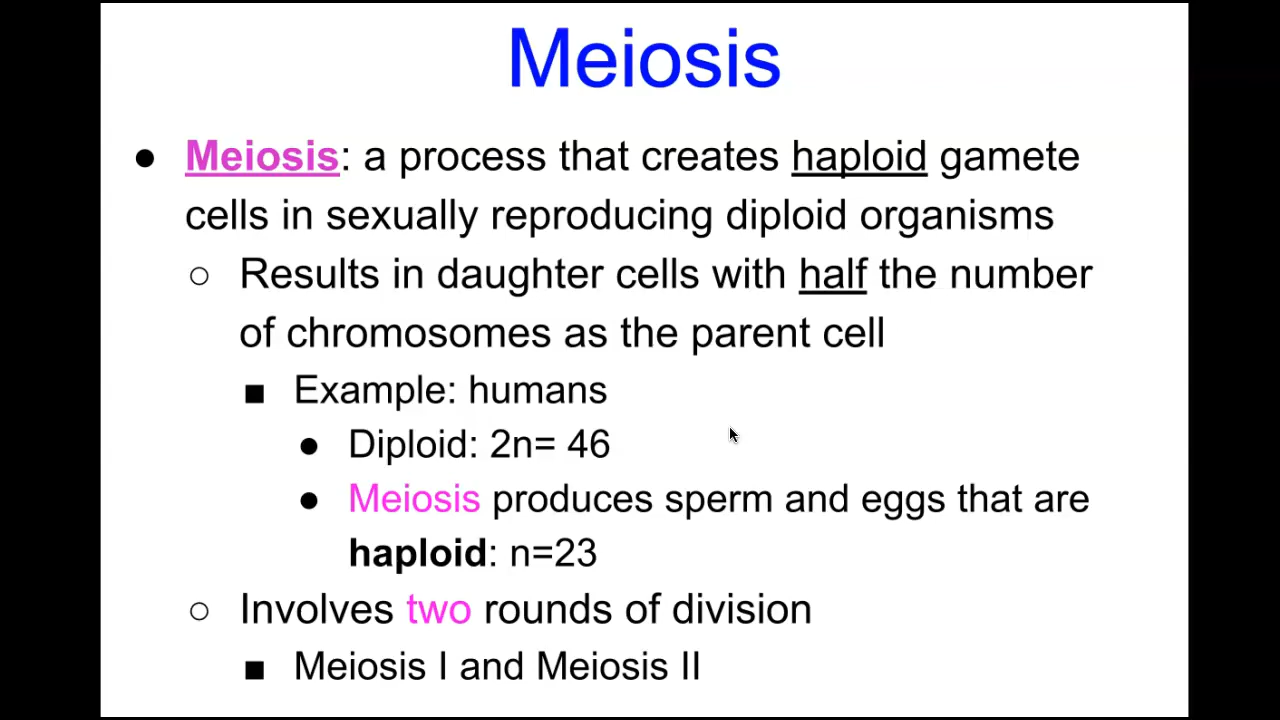 Meiosis
● Meiosis: a process that creates haploid gamete
cells in sexually reproducing diploid organisms
○ Results in daughter cells with half the number
of chromosomes as the parent cell
■ Example: humans
● Diploid: 2n= 46
● Meiosis produces sperm and eggs that are
haploid: n=23
○ Involves two rounds of division
■ Meiosis I and Meiosis II